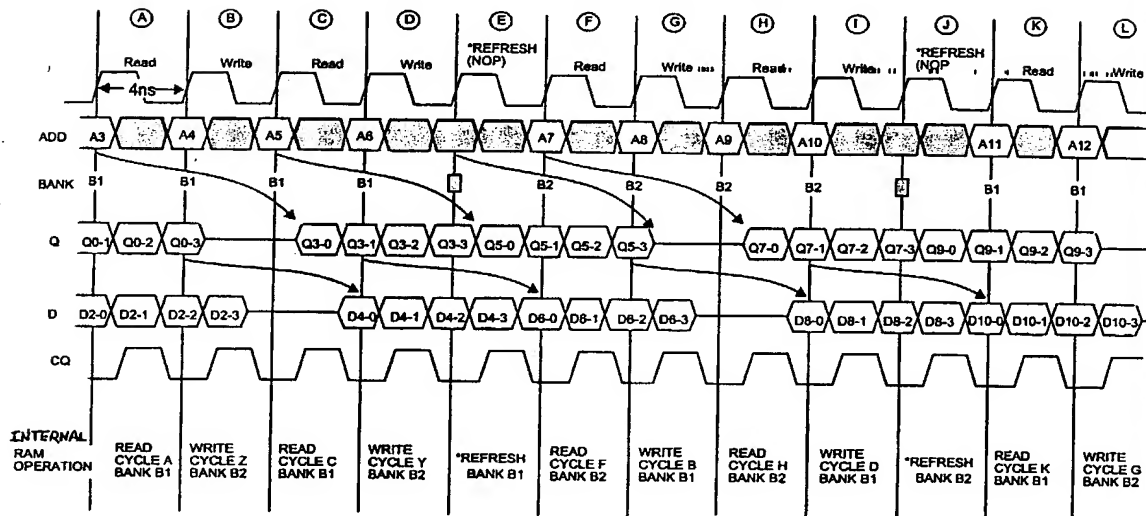 A B C D E F G H I J K L
Read Write Read Write *REFRESH (NOP) Read Write Read Write *REFRESH (NOP Read Write
4ns
ADD A3 A4 A5 A6 A7 A8 A9 A10 A11 A12
BANK B1 B1 B1 B1 B2 B2 B2 B2 B1 B1
Q Q0-1 Q0-2 Q0-3 Q3-0 Q3-1 Q3-2 Q3-3 Q5-0 Q5-1 Q5-2 Q5-3 Q7-0 Q7-1 Q7-2 Q7-3 Q9-0 Q9-1 Q9-2 Q9-3
D D2-0 D2-1 D2-2 D2-3 D4-0 D4-1 D4-2 D4-3 D6-0 D6-1 D6-2 D6-3 D8-0 D8-1 D8-2 D8-3 D10-0 D10-1 D10-2 D10-3
CQ
INTERNAL
RAM
OPERATION
READ
CYCLE A
BANK B1
WRITE
CYCLE Z
BANK B2
READ
CYCLE C
BANK B1
WRITE
CYCLE Y
BANK B2
*REFRESH
BANK B1
READ
CYCLE F
BANK B2
WRITE
CYCLE B
BANK B1
READ
CYCLE H
BANK B2
WRITE
CYCLE D
BANK B1
*REFRESH
BANK B2
READ
CYCLE K
BANK B1
WRITE
CYCLE G
BANK B2